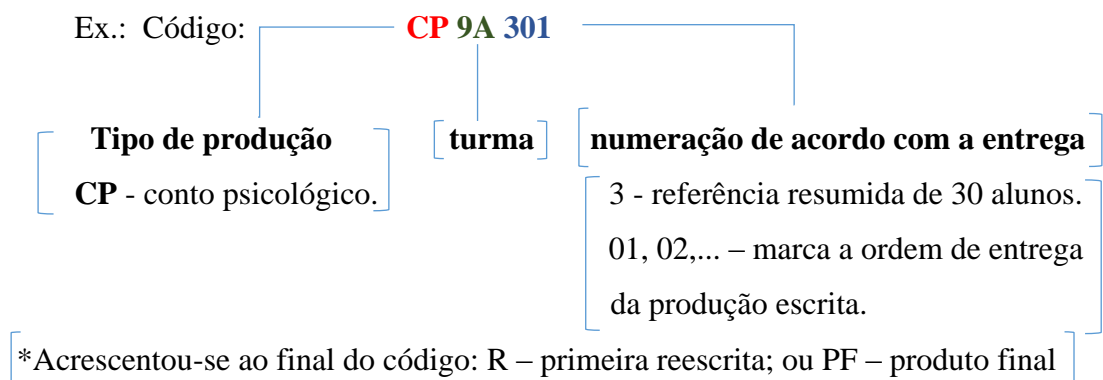 Ex.: Código: CP 9A 301
Tipo de produção
CP - conto psicológico.
turma
numeração de acordo com a entrega
3 - referência resumida de 30 alunos.
01, 02,... – marca a ordem de entrega
da produção escrita.
*Acrescentou-se ao final do código: R – primeira reescrita; ou PF – produto final